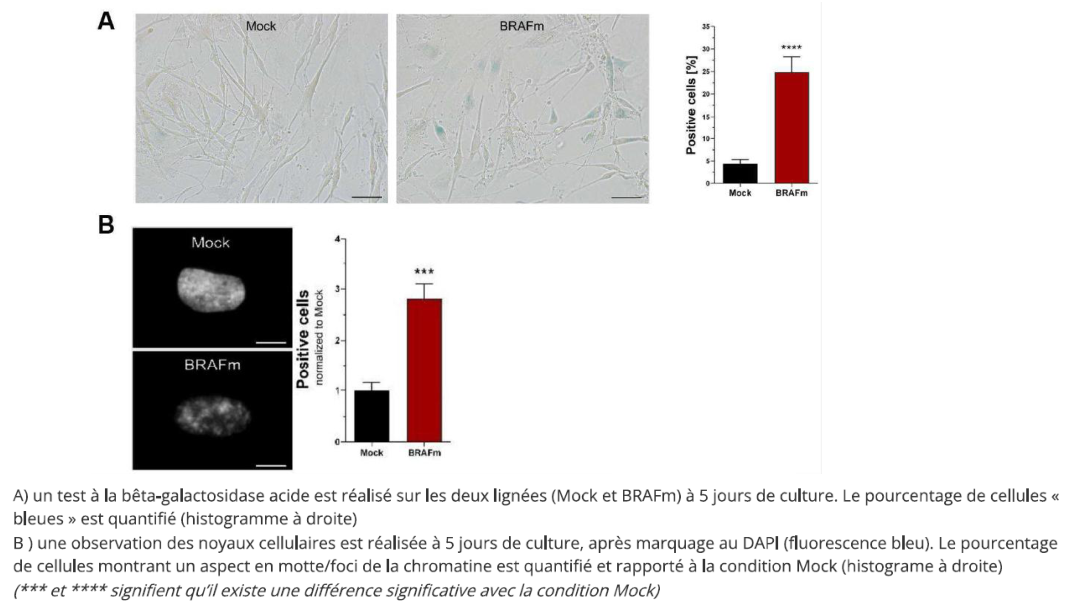 A
Mock
BRAFm
Positive cells [%]
35
30
25
20
15
10
5
0
****
Mock
BRAFm
B
Mock
BRAFm
Positive cells
normalized to Mock
4
3
2
1
0
***
Mock
BRAFm
A) un test à la bêta-galactosidase acide est réalisé sur les deux lignées (Mock et BRAFm) à 5 jours de culture. Le pourcentage de cellules «
bleues » est quantifié (histogramme à droite)
B ) une observation des noyaux cellulaires est réalisée à 5 jours de culture, après marquage au DAPI (fluorescence bleu). Le pourcentage
de cellules montrant un aspect en motte/foci de la chromatine est quantifié et rapporté à la condition Mock (histograme à droite)
(*** et **** signifient qu’il existe une différence significative avec la condition Mock)